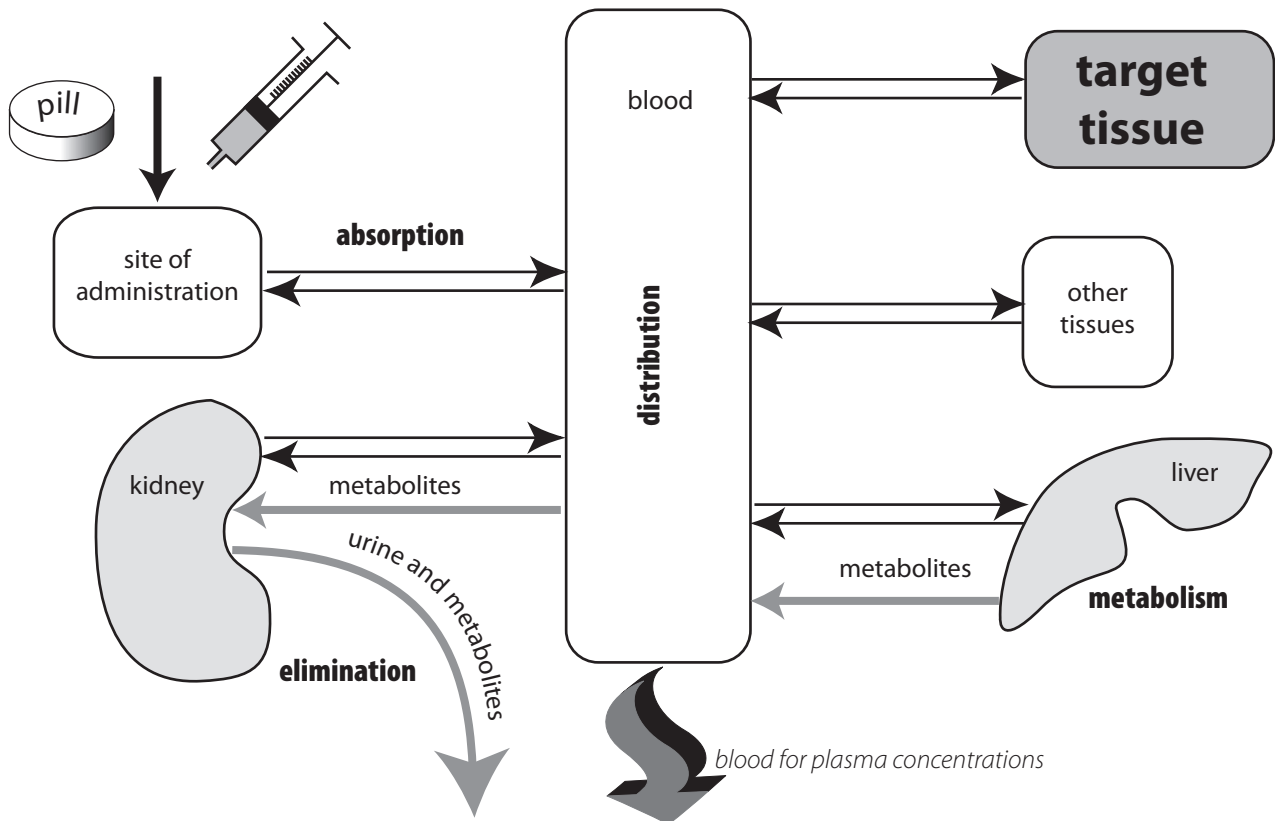 pill
blood
target
tissue
absorption
site of
administration
distribution
other
tissues
kidney
metabolites
urine and metabolites
elimination
liver
metabolites
metabolism
blood for plasma concentrations